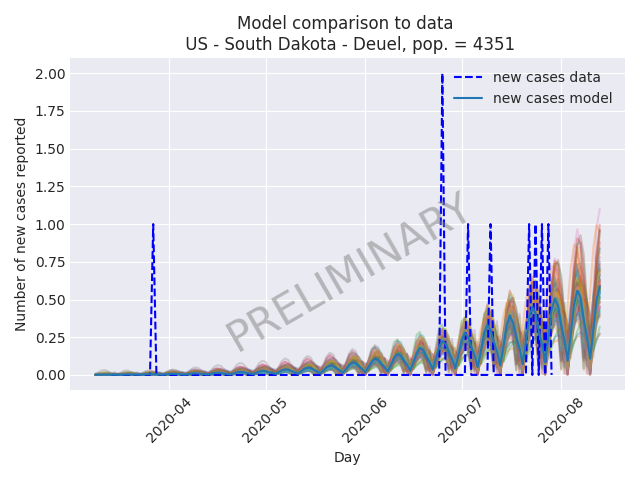 Model comparison to data
US - South Dakota - Deuel, pop. = 4351
2.00
1.75
1.50
1.25
1.00
0.75
0.50
0.25
0.00
Number of new cases reported
new cases data
new cases model
PRELIMINARY
2020-04
2020-05
2020-06
2020-07
2020-08
Day